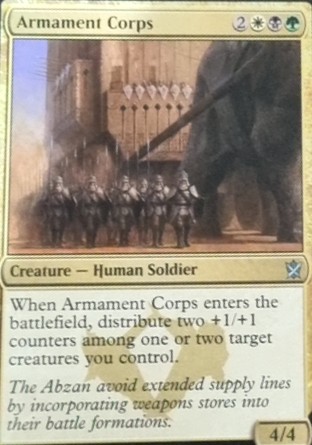 Armament Corps 2
Creature — Human Soldier
When Armament Corps enters the
battlefield, distribute two +1/+1
counters among one or two target
creatures you control.
The Abzan avoid extended supply lines
by incorporating weapons stores into
their battle formations.
4/4